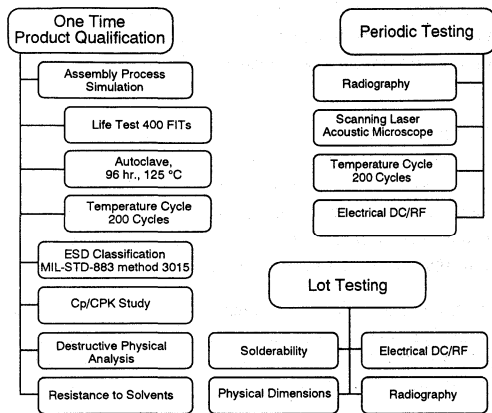 One Time
Product Qualification
Assembly Process
Simulation
Life Test 400 FITs
Autoclave,
96 hr., 125 °C
Temperature Cycle
200 Cycles
ESD Classification
MIL-STD-883 method 3015
Cp/CPK Study
Destructive Physical
Analysis
Resistance to Solvents
Periodic Testing
Radiography
Scanning Laser
Acoustic Microscope
Temperature Cycle
200 Cycles
Electrical DC/RF
Lot Testing
Solderability
Electrical DC/RF
Physical Dimensions
Radiography